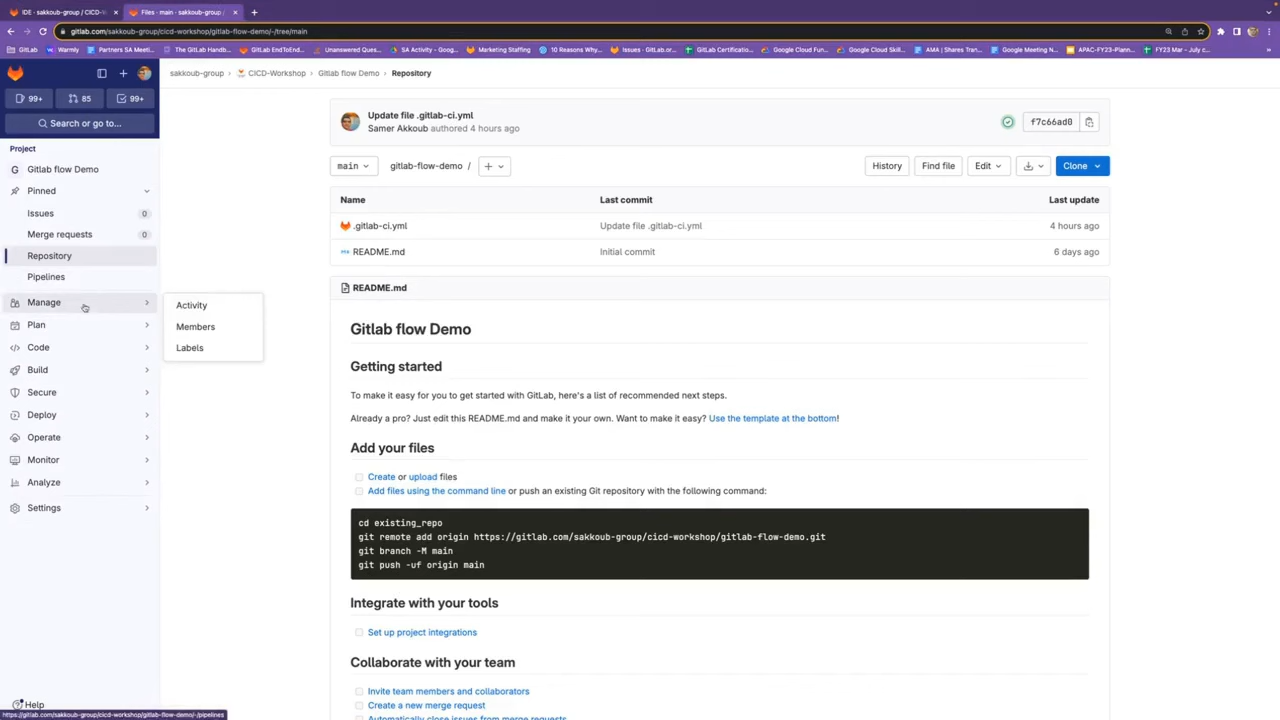 IDE · sakkoub-group / CICD-W
Files · main · sakkoub-group /
gitlab.com/sakkoub-group/cicd-workshop/gitlab-flow-demo/-/tree/main
GitLab
Warmly
Partners SA Meeti...
The GitLab Handb...
GitLab EndToEnd...
Unanswered Ques...
SA Activity - Goog...
Marketing Staffing
10 Reasons Why...
Issues · GitLab.or...
GitLab Certificatio...
Google Cloud Fun...
Google Cloud Skil...
AMA | Shares Tran...
Google Meeting N...
APAC-FY23-Plann...
FY23 Mar - July c...
99+
85
99+
Search or go to...
Project
G Gitlab flow Demo
Pinned
Issues 0
Merge requests 0
Repository
Pipelines
Manage
Plan
Code
Build
Secure
Deploy
Operate
Monitor
Analyze
Settings
Help
https://gitlab.com/sakkoub-group/cicd-workshop/gitlab-flow-demo/-/pipelines
Activity
Members
Labels
sakkoub-group › CICD-Workshop › Gitlab flow Demo › Repository
Update file .gitlab-ci.yml
Samer Akkoub authored 4 hours ago
f7c66ad0
main
gitlab-flow-demo /
+
History
Find file
Edit
Clone
Name Last commit Last update
.gitlab-ci.yml Update file .gitlab-ci.yml 4 hours ago
README.md Initial commit 6 days ago
README.md
Gitlab flow Demo
Getting started
To make it easy for you to get started with GitLab, here's a list of recommended next steps.
Already a pro? Just edit this README.md and make it your own. Want to make it easy? Use the template at the bottom!
Add your files
Create or upload files
Add files using the command line or push an existing Git repository with the following command:
cd existing_repo
git remote add origin https://gitlab.com/sakkoub-group/cicd-workshop/gitlab-flow-demo.git
git branch -M main
git push -uf origin main
Integrate with your tools
Set up project integrations
Collaborate with your team
Invite team members and collaborators
Create a new merge request
Automatically close issues from merge requests